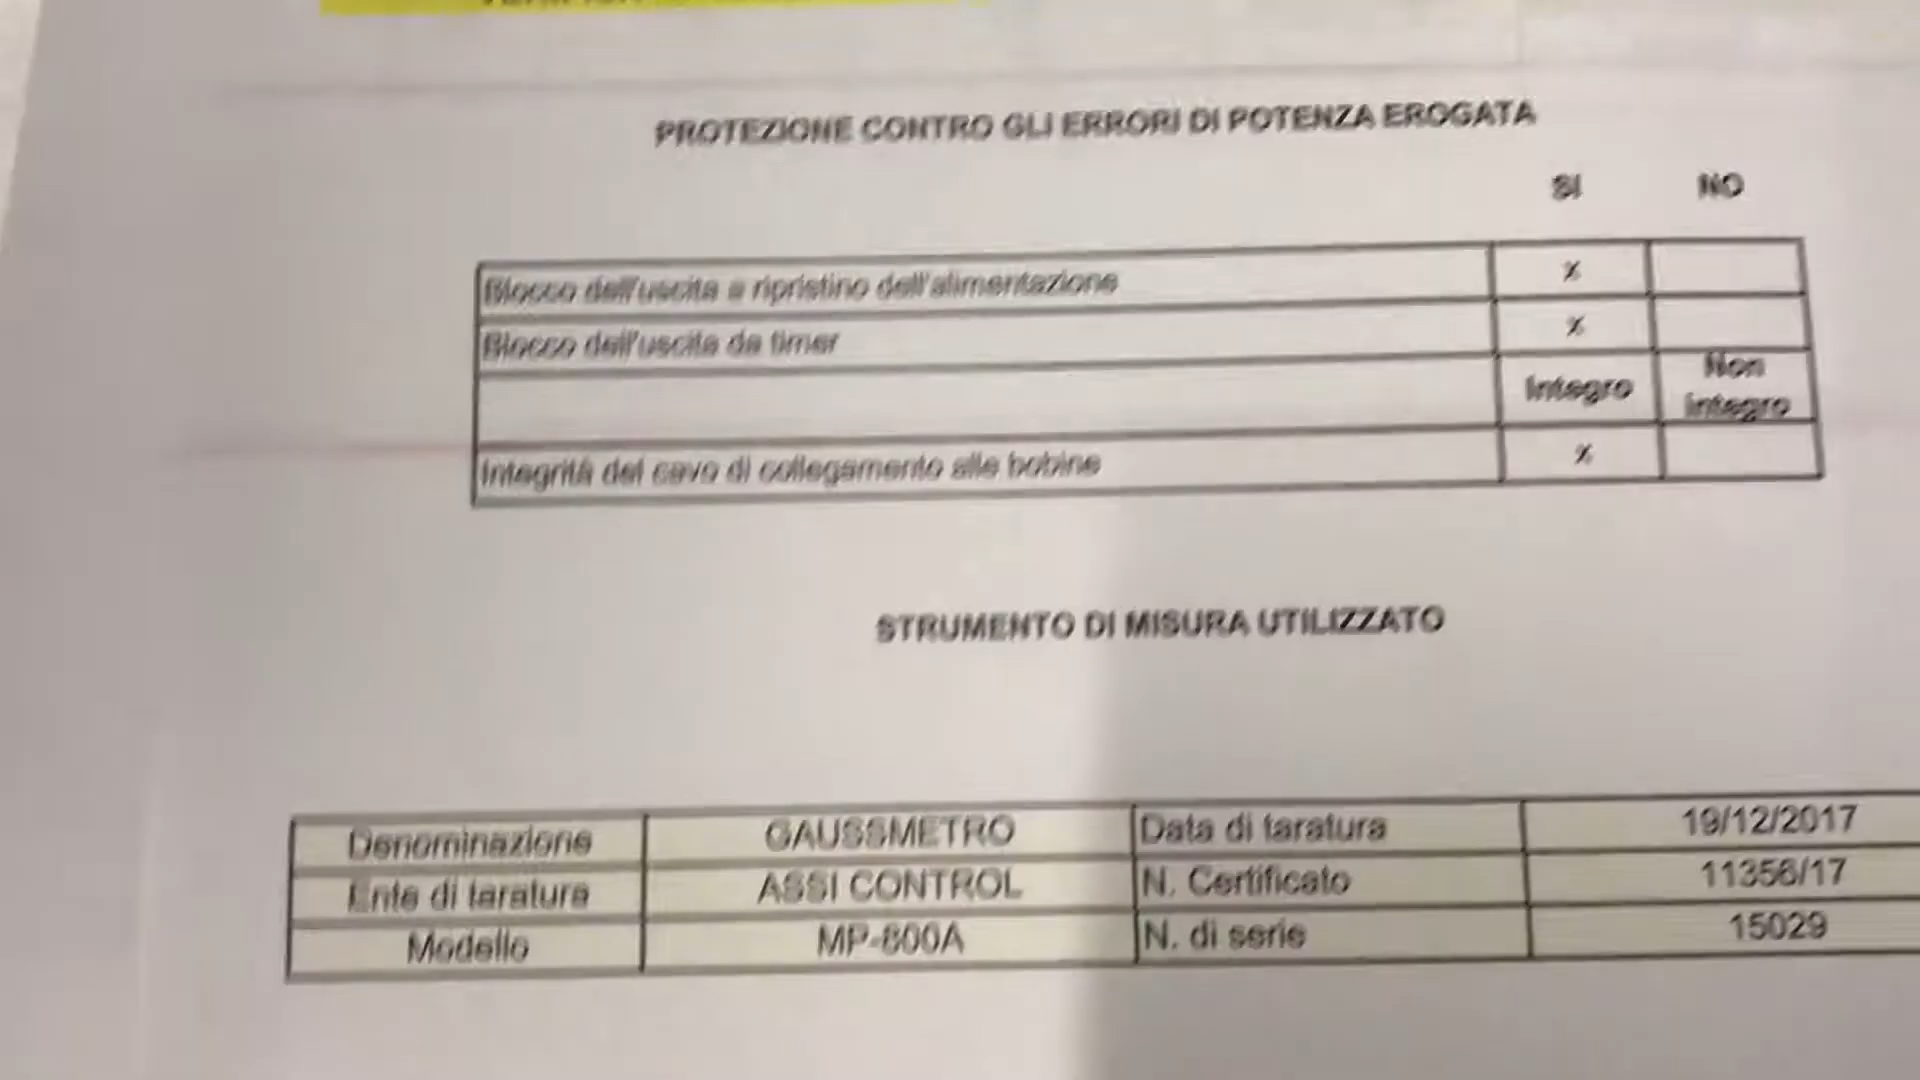 PROTEZIONE CONTRO GLI ERRORI DI POTENZA EROGATA
SI NO
Blocco dell'uscita a ripristino dell'alimentazione x
Blocco dell'uscita da timer x
Integro Non integro
Integrità del cavo di collegamento alle bobine x
STRUMENTO DI MISURA UTILIZZATO
Denominazione GAUSSMETRO Data di taratura 19/12/2017
Ente di taratura ASSI CONTROL N. Certificato 11356/17
Modello MP-800A N. di serie 15029